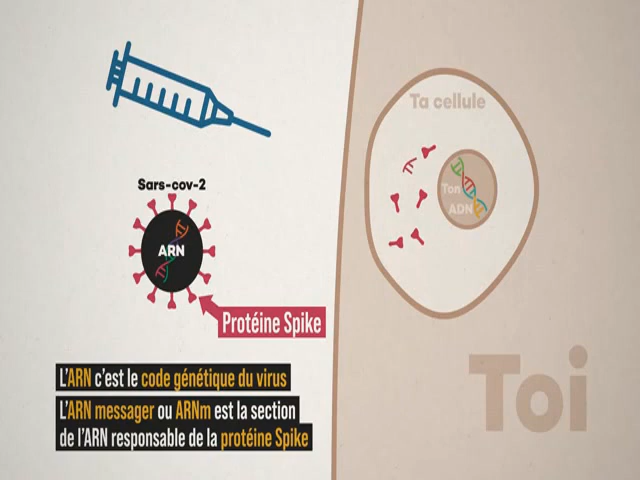 Sars-cov-2
ARN
Protéine Spike
L'ARN c'est le code génétique du virus
L'ARN messager ou ARNm est la section
de l'ARN responsable de la protéine Spike
Ta cellule
Ton
ADN
Toi